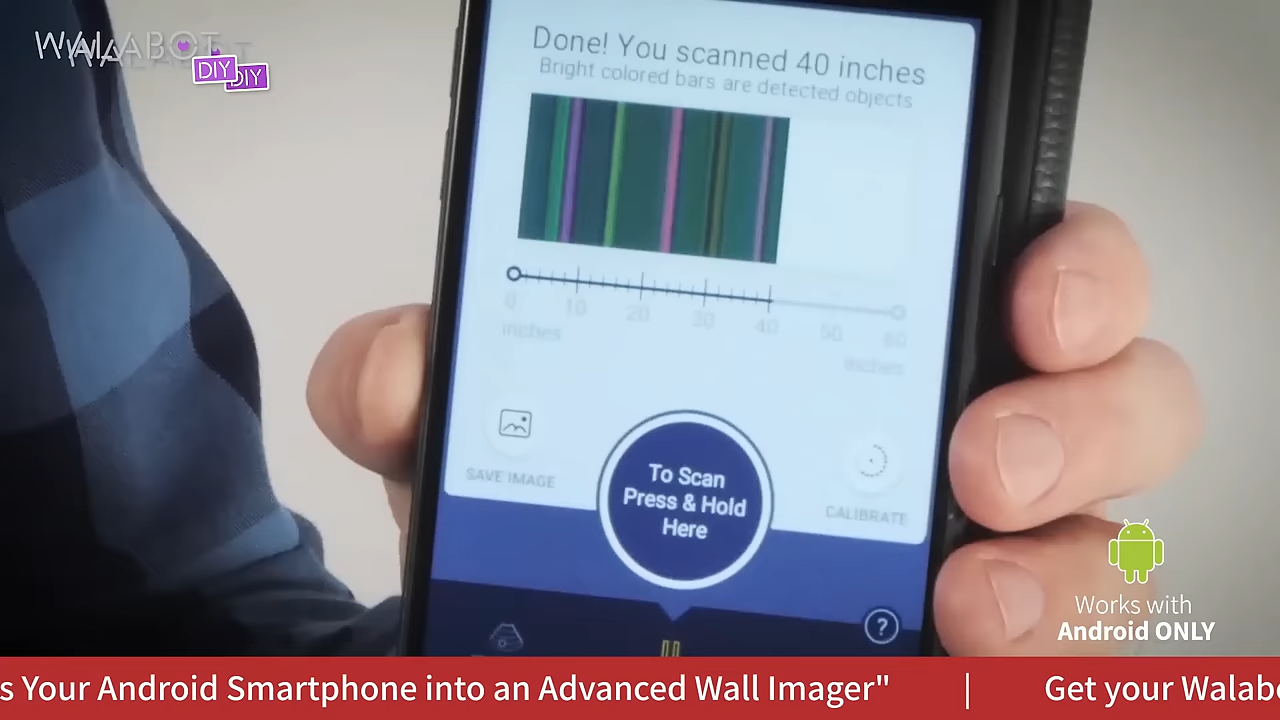 WALABOT
DIY
Done! You scanned 40 inches
Bright colored bars are detected objects
0 10 20 30 40 50 60
inches inches
SAVE IMAGE
To Scan
Press & Hold
Here
CALIBRATE
?
Works with
Android ONLY
s Your Android Smartphone into an Advanced Wall Imager" | Get your Walabo